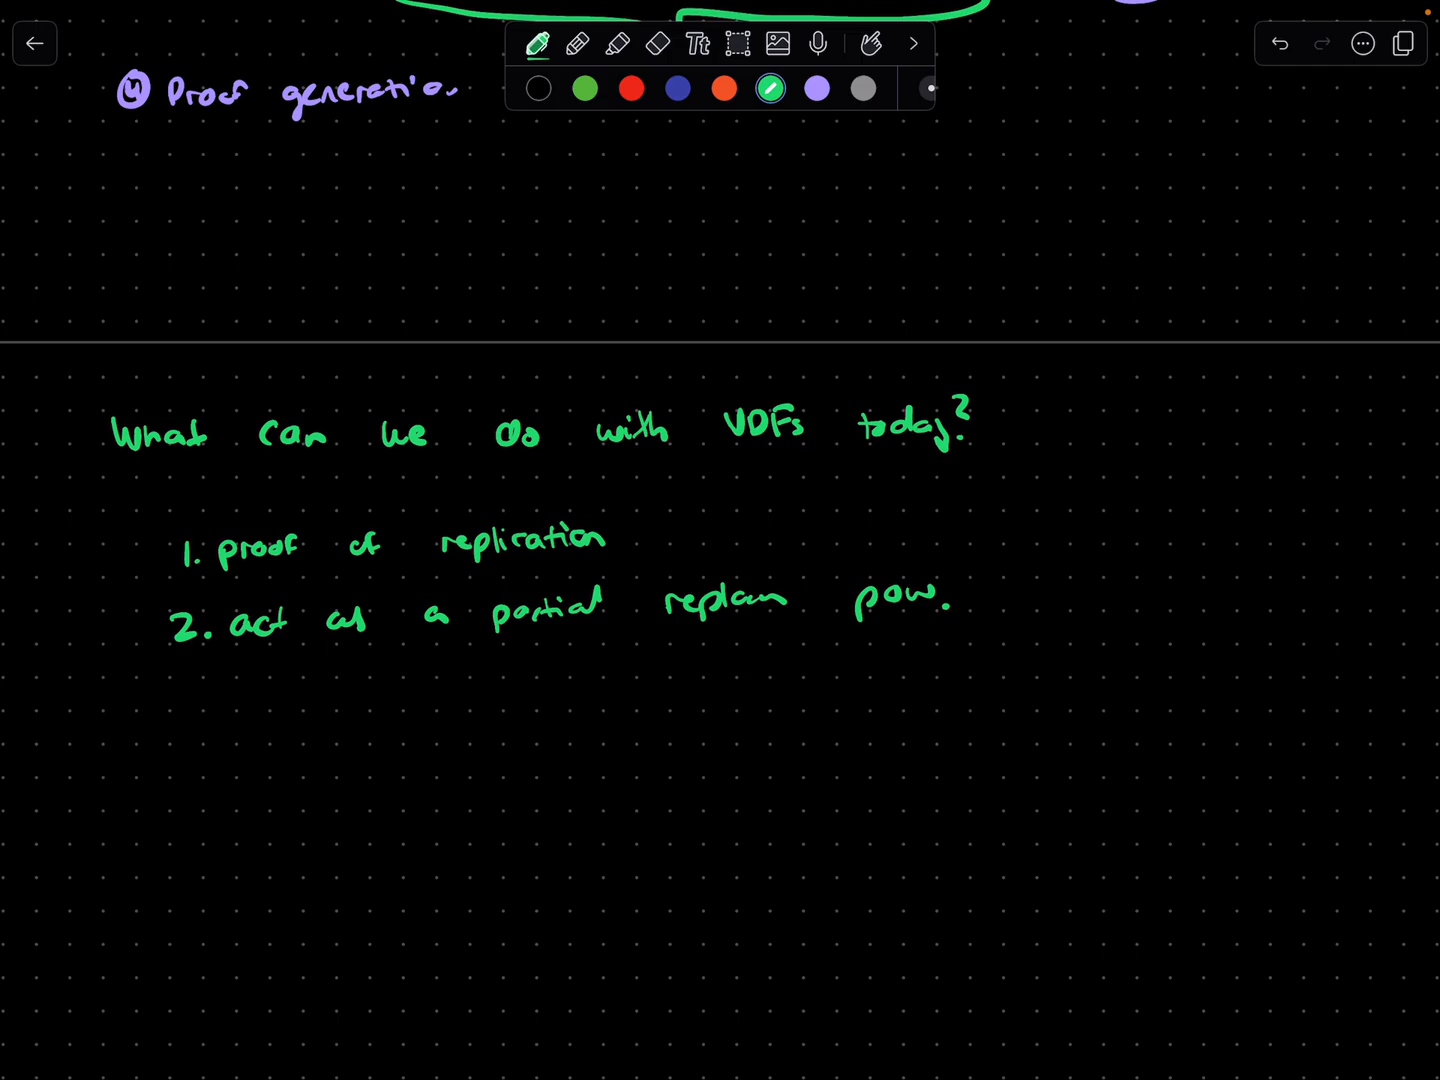 Tt
④ Proof generation
What can we do with VDFs today?
1. proof of replication
2. act as a partial replace pow.